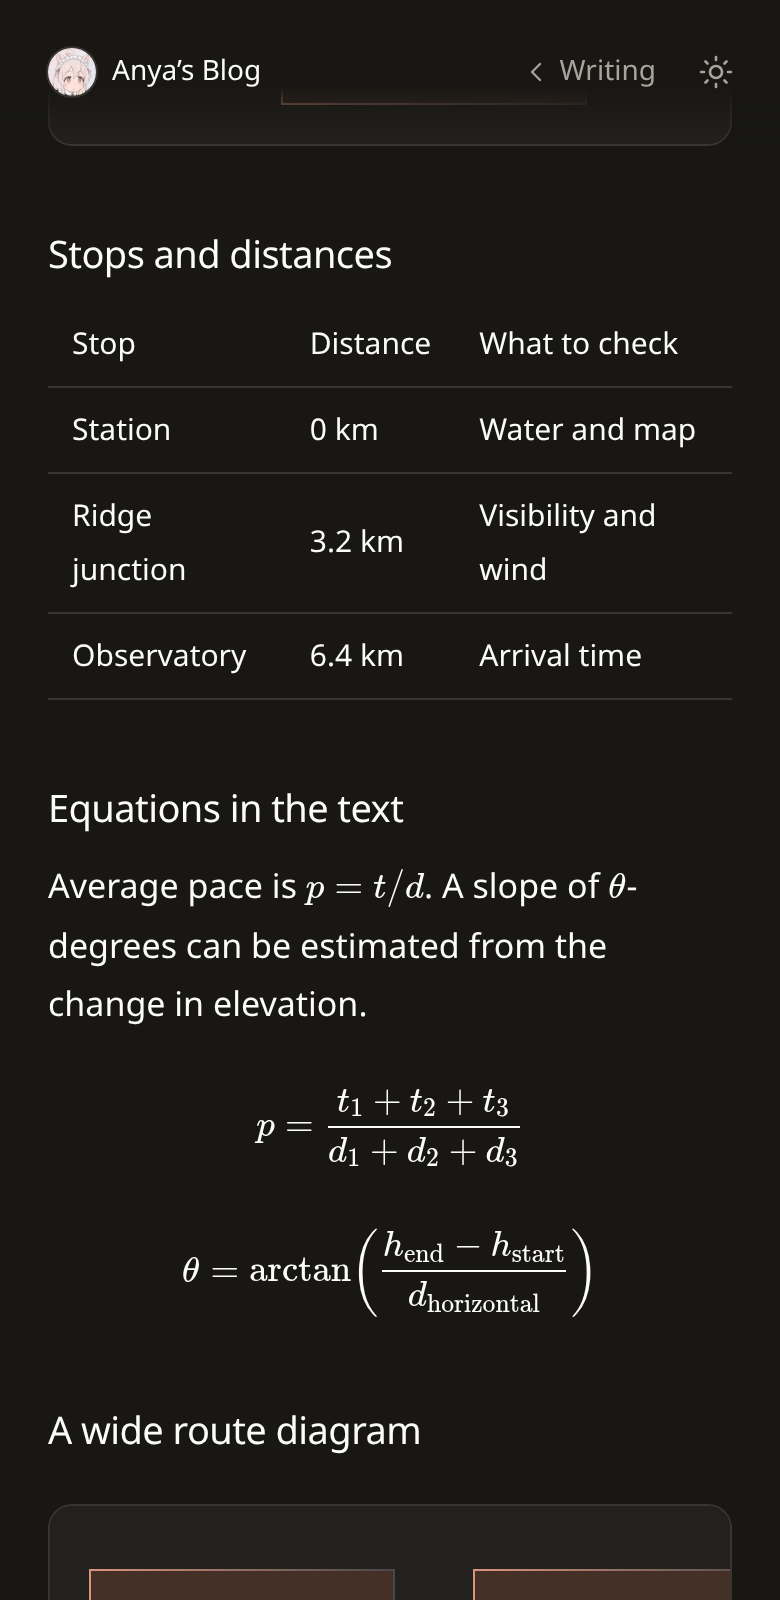 Anya’s Blog
Writing
Stops and distances
Stop Distance What to check
Station 0 km Water and map
Ridge junction 3.2 km Visibility and wind
Observatory 6.4 km Arrival time
Equations in the text
Average pace is p = t/d. A slope of θ-
degrees can be estimated from the
change in elevation.
p = (t₁ + t₂ + t₃) / (d₁ + d₂ + d₃)
θ = arctan((h_end − h_start) / d_horizontal)
A wide route diagram